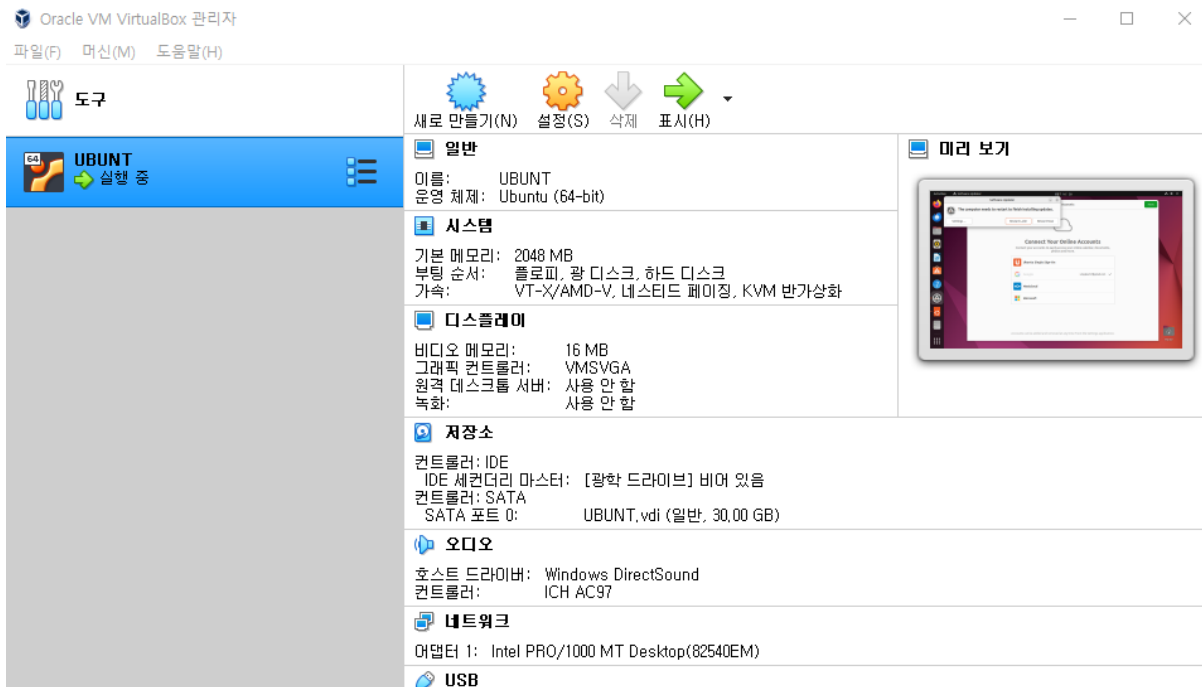 Oracle VM VirtualBox 관리자
파일(F) 머신(M) 도움말(H)
도구
새로 만들기(N) 설정(S) 삭제 표시(H)
64
UBUNT
실행 중
일반
이름: UBUNT
운영 체제: Ubuntu (64-bit)
미리 보기
Connect Your Online Accounts
시스템
기본 메모리: 2048 MB
부팅 순서: 플로피, 광 디스크, 하드 디스크
가속: VT-X/AMD-V, 네스티드 페이징, KVM 반가상화
디스플레이
비디오 메모리: 16 MB
그래픽 컨트롤러: VMSVGA
원격 데스크톱 서버: 사용 안 함
녹화: 사용 안 함
저장소
컨트롤러: IDE
IDE 세컨더리 마스터: [광학 드라이브] 비어 있음
컨트롤러: SATA
SATA 포트 0: UBUNT.vdi (일반, 30.00 GB)
오디오
호스트 드라이버: Windows DirectSound
컨트롤러: ICH AC97
네트워크
어댑터 1: Intel PRO/1000 MT Desktop(82540EM)
USB